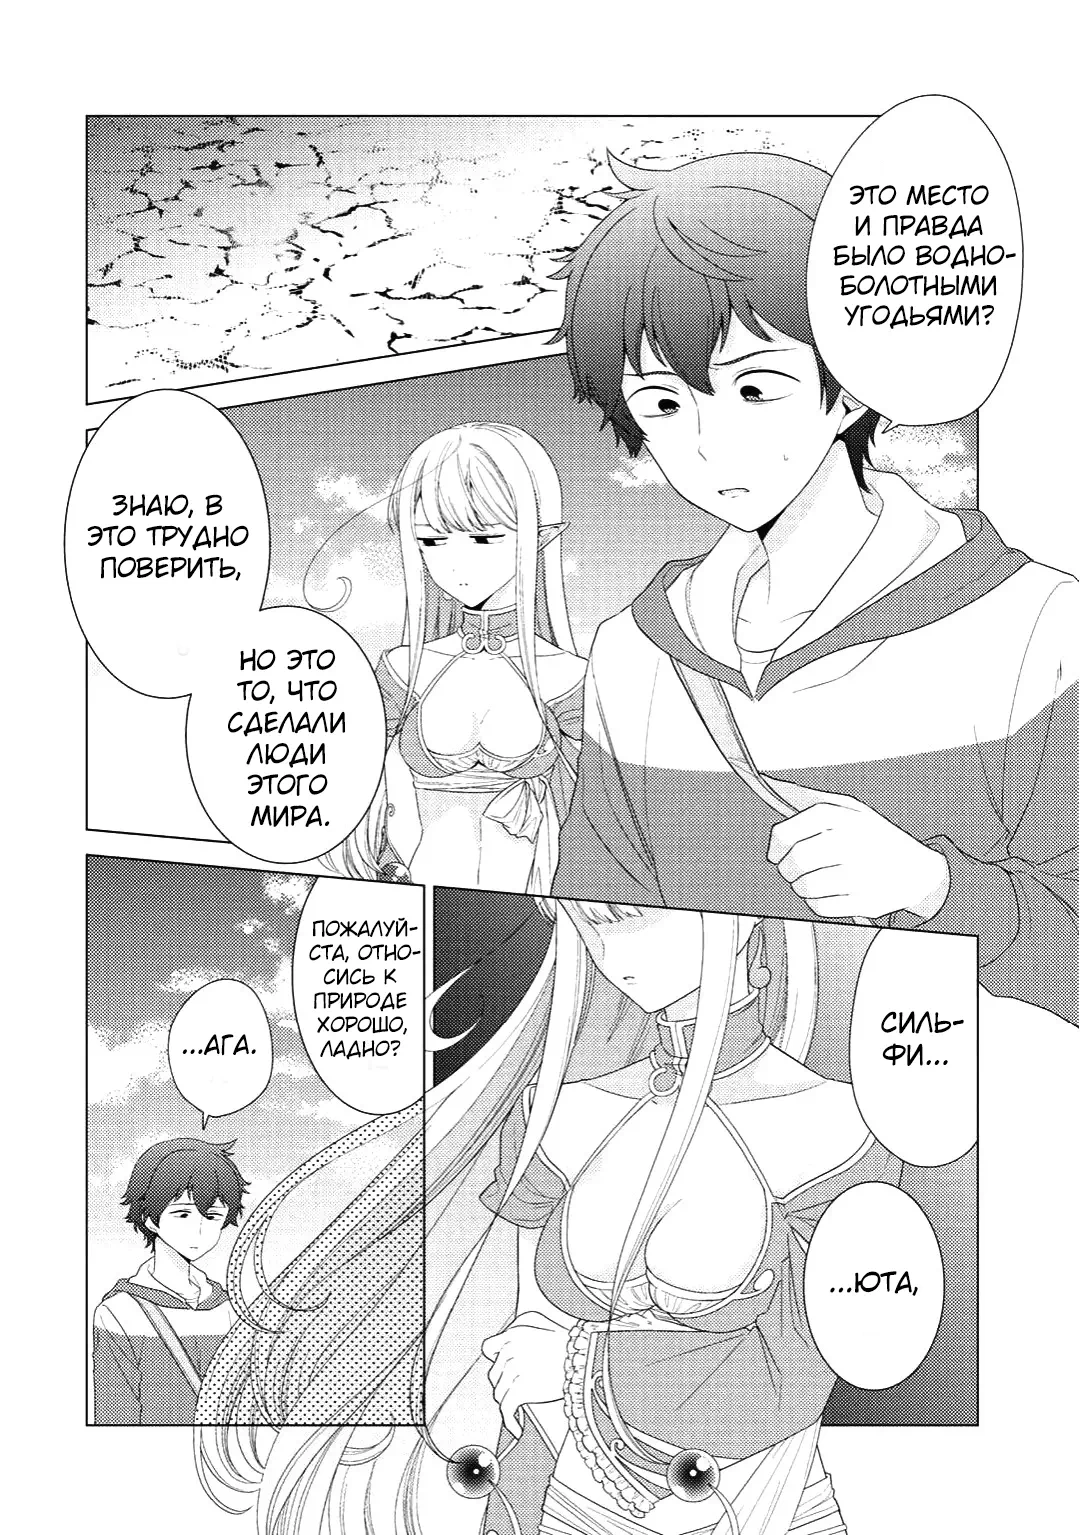 ЭТО МЕСТО
И ПРАВДА
БЫЛО ВОДНО-
БОЛОТНЫМИ
УГОДЬЯМИ?
ЗНАЮ, В
ЭТО ТРУДНО
ПОВЕРИТЬ,
НО ЭТО
ТО, ЧТО
СДЕЛАЛИ
ЛЮДИ
ЭТОГО
МИРА.
СИЛЬ-
ФИ...
...ЮТА,
ПОЖАЛУЙ-
СТА, ОТНО-
СИСЬ К
ПРИРОДЕ
ХОРОШО,
ЛАДНО?
...АГА.